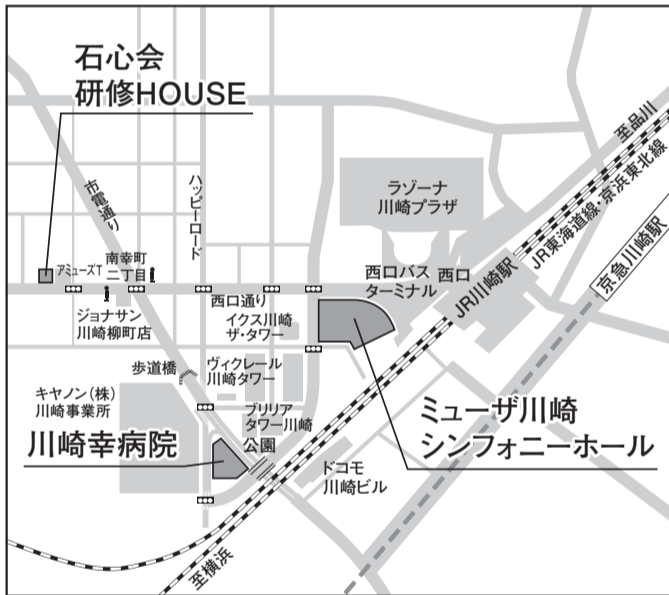 石心会
研修HOUSE
至品川
JR東海道線・京浜東北線
京急川崎駅
ラゾーナ
川崎プラザ
市電通り
ハッピーロード
南幸町
二丁目
アミューズT
西口バス
ターミナル
西口
JR川崎駅
ジョナサン
川崎柳町店
西口通り
イクス川崎
ザ・タワー
歩道橋
ヴィクレール
川崎タワー
キヤノン(株)
川崎事業所
ブリリア
タワー川崎
公園
ミューザ川崎
シンフォニーホール
川崎幸病院
ドコモ
川崎ビル
至横浜